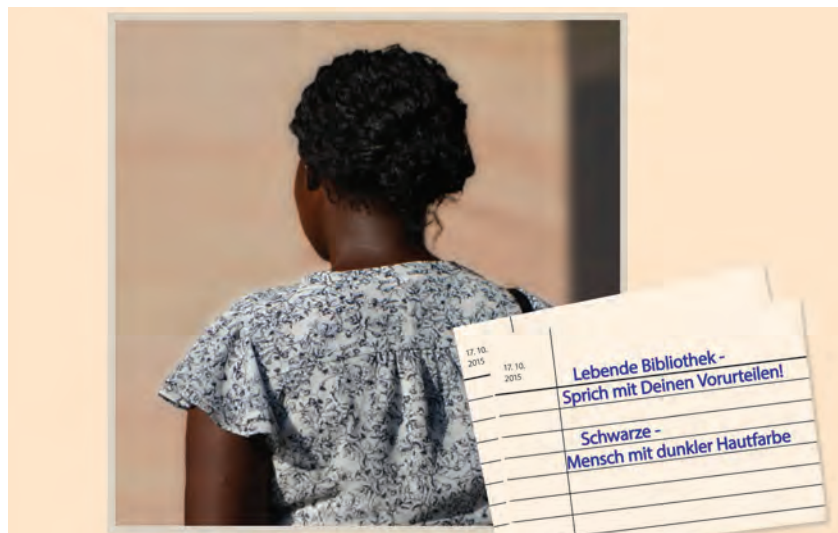 17. 10.
2015
17. 10.
2015
Lebende Bibliothek -
Sprich mit Deinen Vorurteilen!
Schwarze -
Mensch mit dunkler Hautfarbe